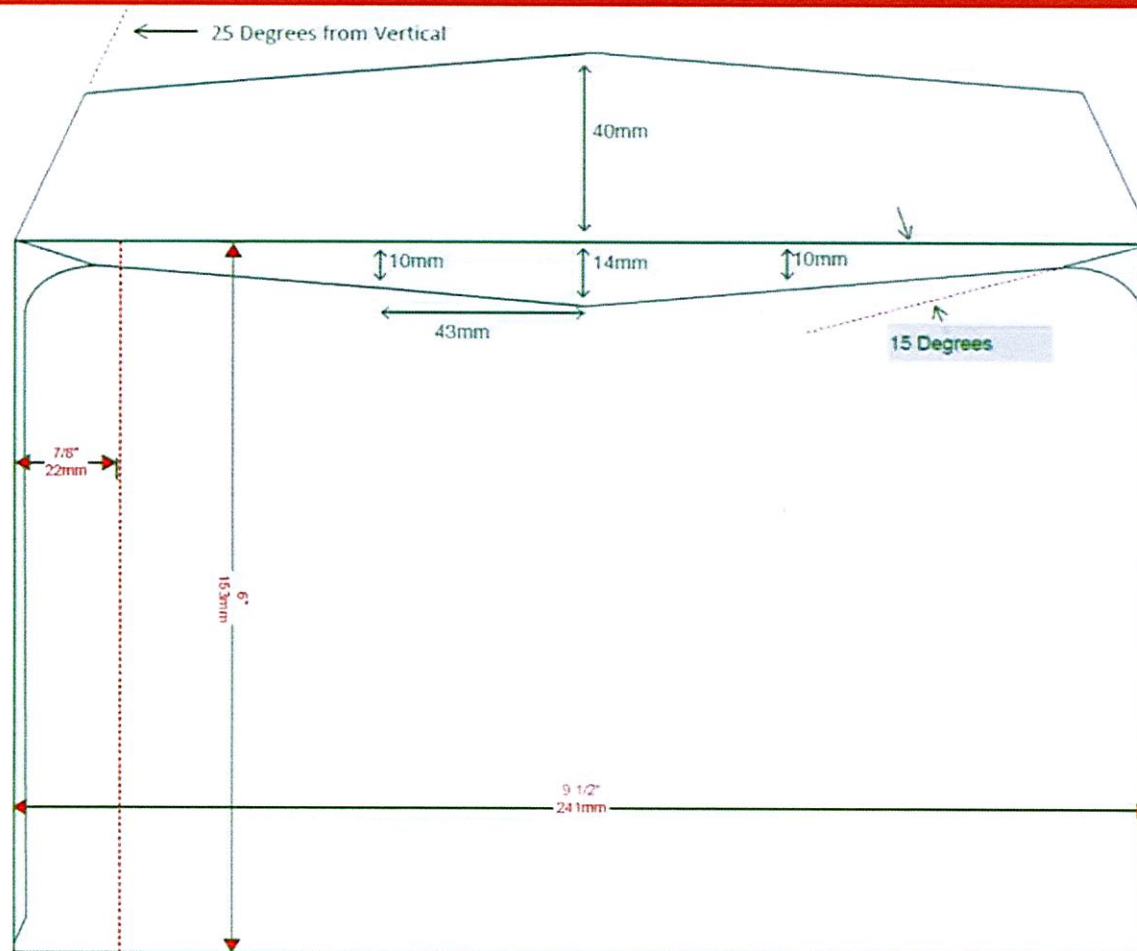 25 Degrees from Vertical
40mm
10mm
14mm
10mm
43mm
15 Degrees
7/8"
22mm
6"
153mm
9 1/2"
241mm